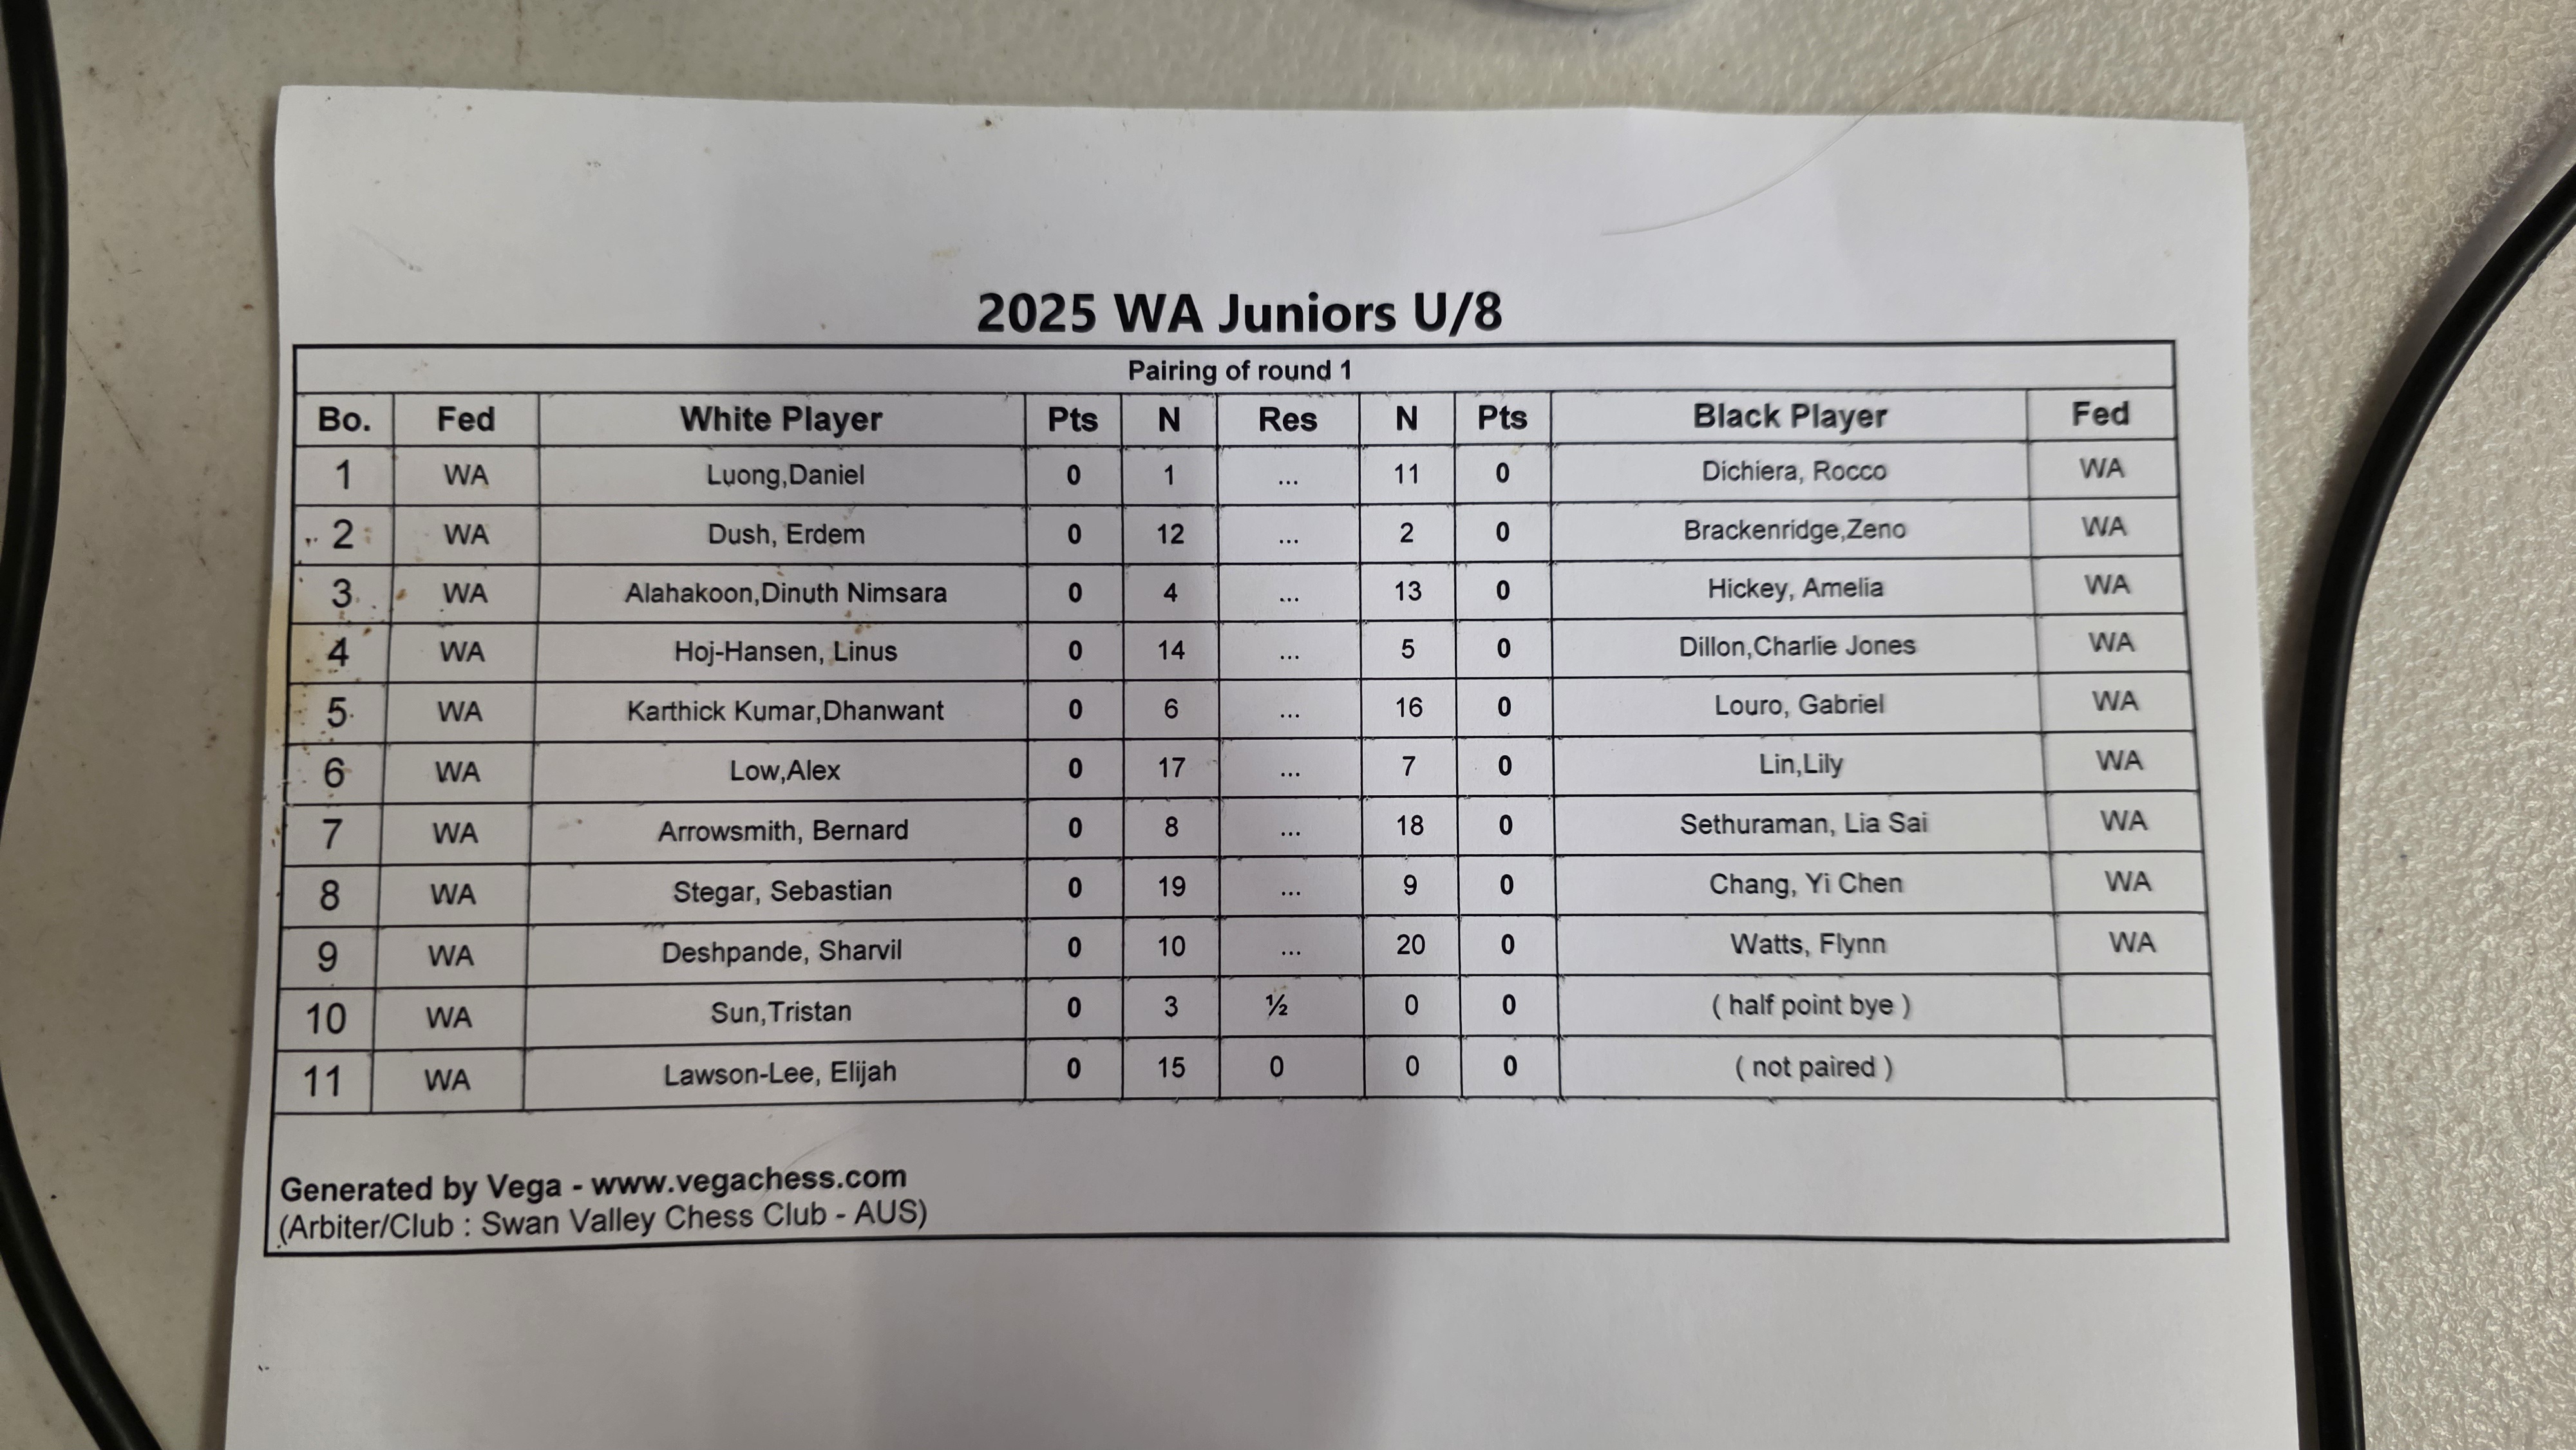 2025 WA Juniors U/8
Pairing of round 1
Bo. Fed White Player Pts N Res N Pts Black Player Fed
1 WA Luong,Daniel 0 1 ... 11 0 Dichiera, Rocco WA
2 WA Dush, Erdem 0 12 ... 2 0 Brackenridge,Zeno WA
3 WA Alahakoon,Dinuth Nimsara 0 4 ... 13 0 Hickey, Amelia WA
4 WA Hoj-Hansen, Linus 0 14 ... 5 0 Dillon,Charlie Jones WA
5 WA Karthick Kumar,Dhanwant 0 6 ... 16 0 Louro, Gabriel WA
6 WA Low,Alex 0 17 ... 7 0 Lin,Lily WA
7 WA Arrowsmith, Bernard 0 8 ... 18 0 Sethuraman, Lia Sai WA
8 WA Stegar, Sebastian 0 19 ... 9 0 Chang, Yi Chen WA
9 WA Deshpande, Sharvil 0 10 ... 20 0 Watts, Flynn WA
10 WA Sun,Tristan 0 3 ½ 0 0 ( half point bye )
11 WA Lawson-Lee, Elijah 0 15 0 0 0 ( not paired )
Generated by Vega - www.vegachess.com
(Arbiter/Club : Swan Valley Chess Club - AUS)